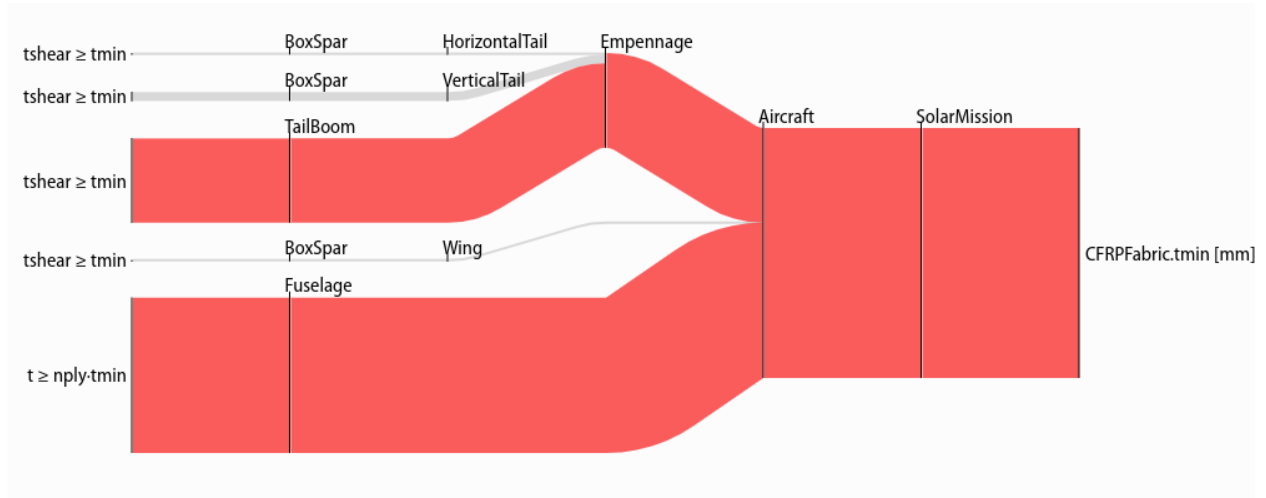 BoxSpar HorizontalTail Empennage
tshear ≥ tmin
BoxSpar VerticalTail
tshear ≥ tmin
TailBoom Aircraft SolarMission
tshear ≥ tmin
BoxSpar Wing
tshear ≥ tmin
CFRPFabric.tmin [mm]
Fuselage
t ≥ nply·tmin